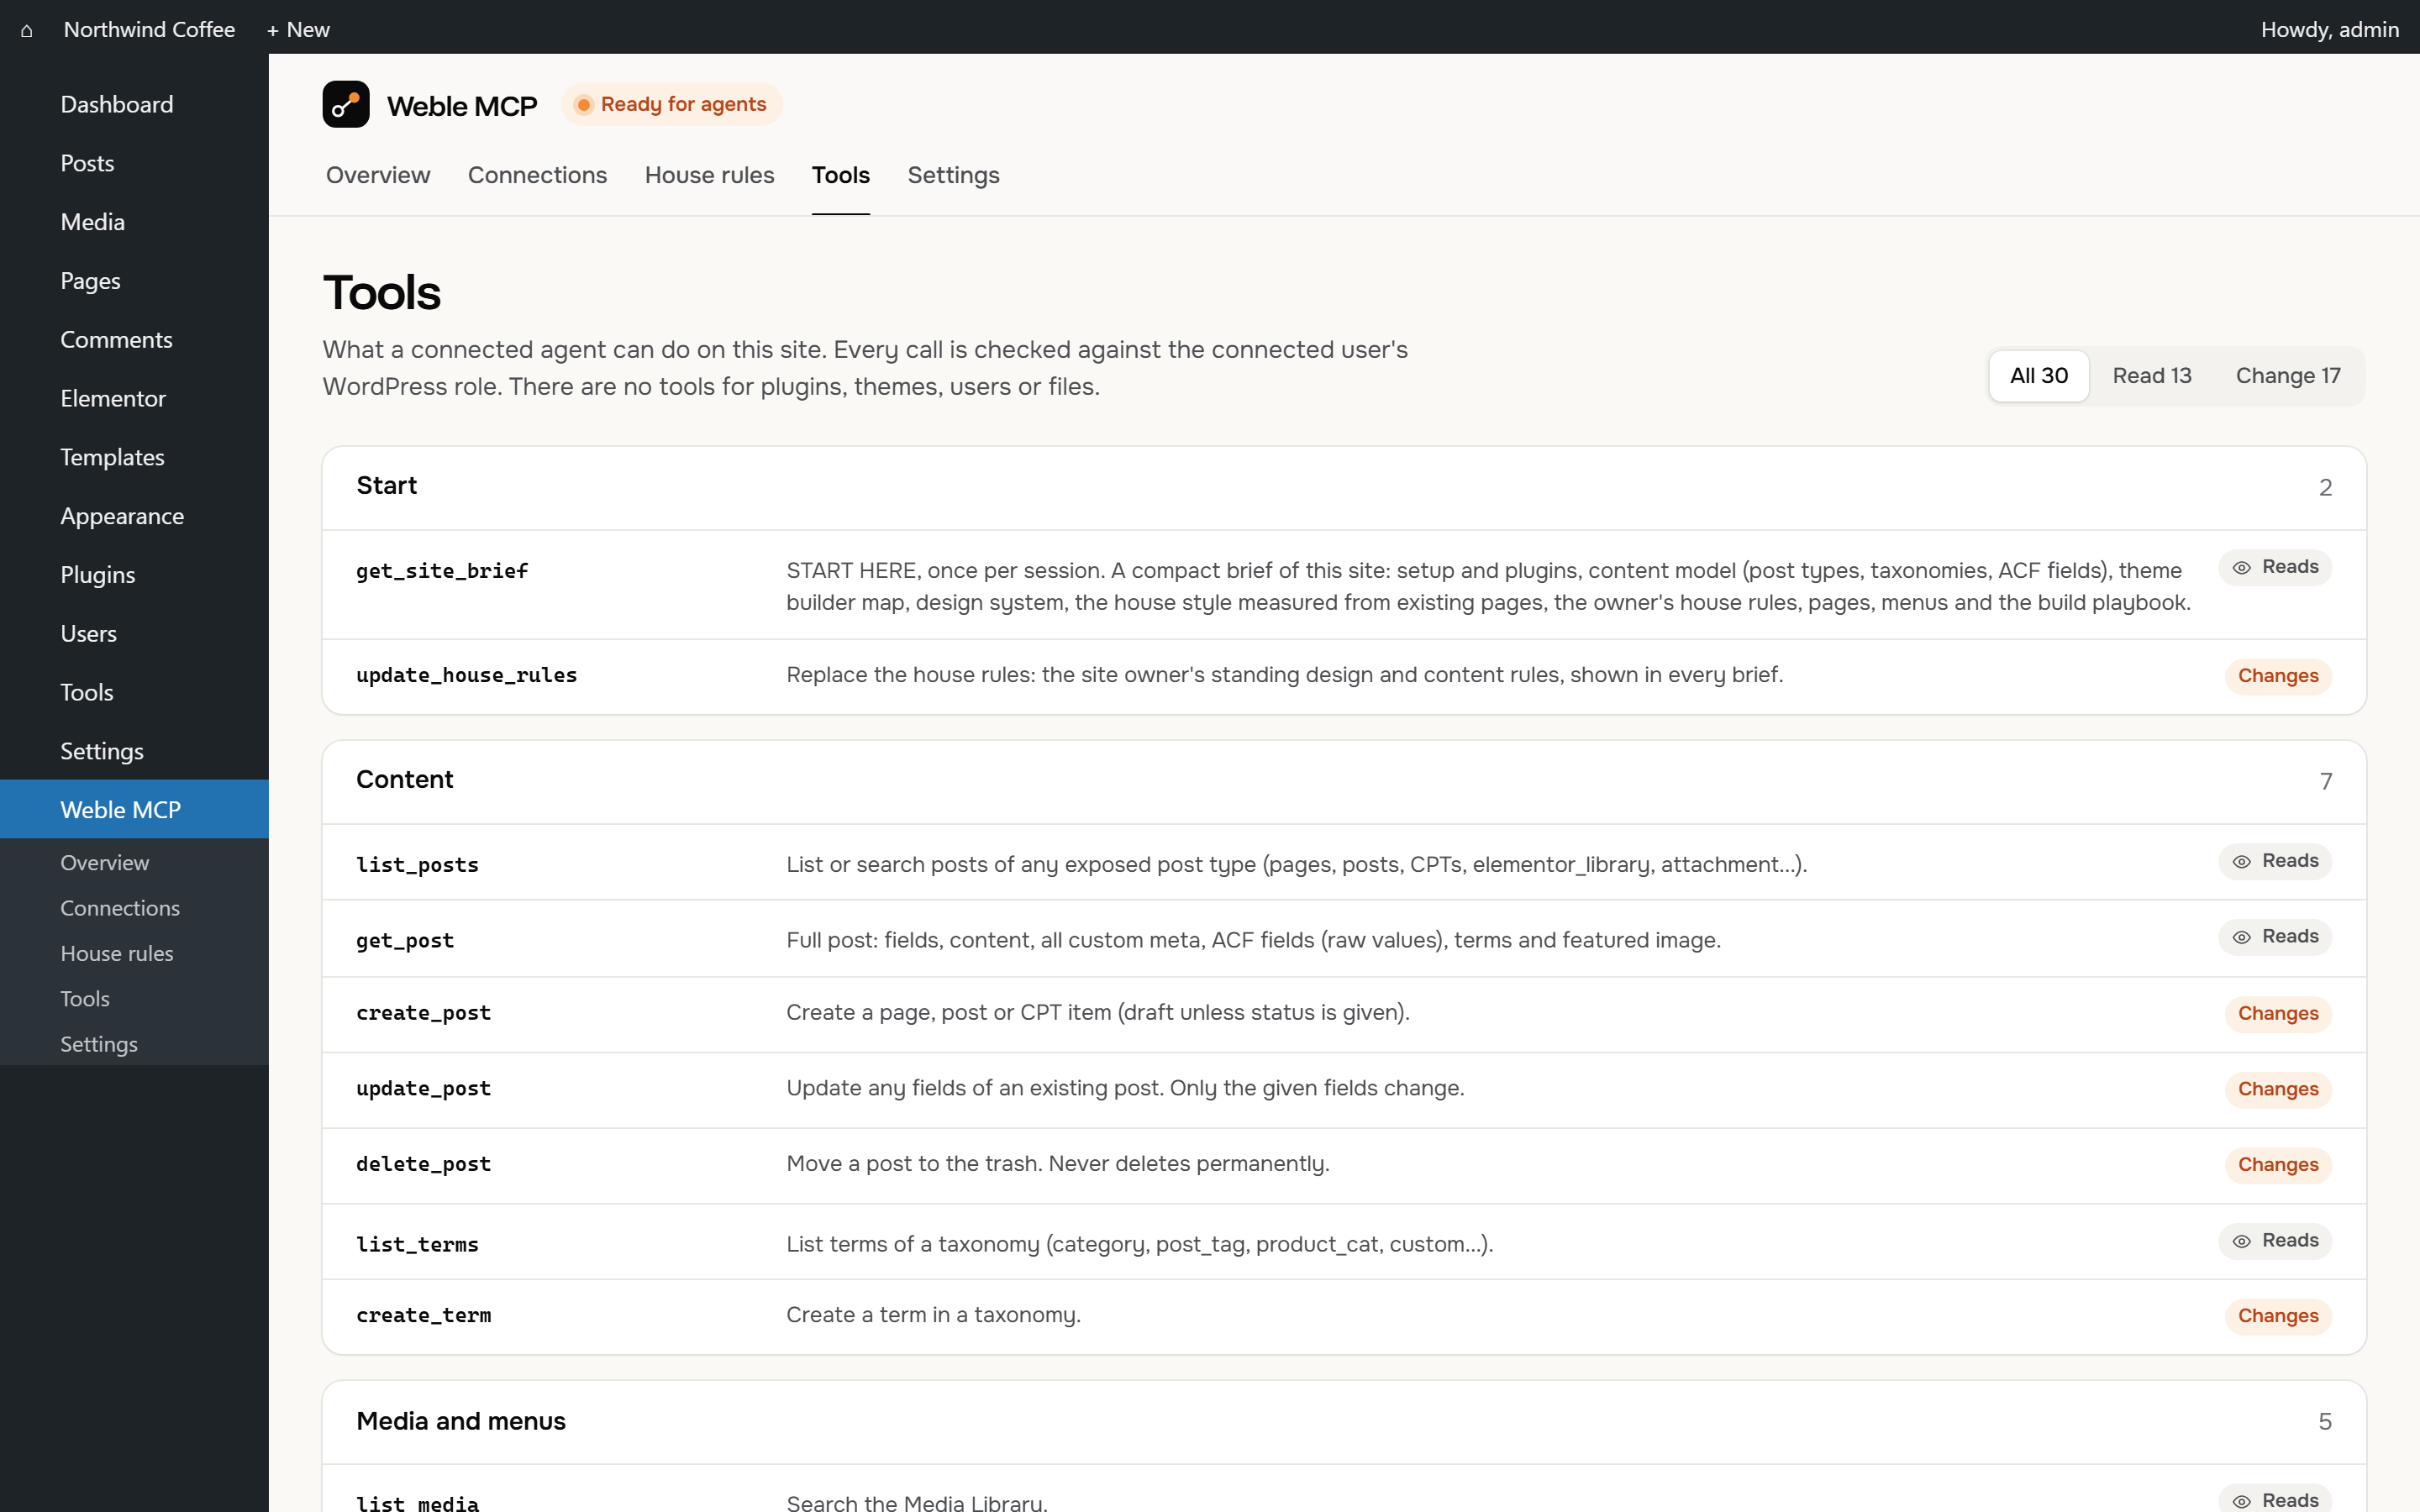 Northwind Coffee
+ New
Howdy, admin
Dashboard
Posts
Media
Pages
Comments
Elementor
Templates
Appearance
Plugins
Users
Tools
Settings
Weble MCP
Overview
Connections
House rules
Tools
Settings
Weble MCP
Ready for agents
Overview
Connections
House rules
Tools
Settings
Tools
What a connected agent can do on this site. Every call is checked against the connected user's
WordPress role. There are no tools for plugins, themes, users or files.
All 30
Read 13
Change 17
Start
2
get_site_brief
START HERE, once per session. A compact brief of this site: setup and plugins, content model (post types, taxonomies, ACF fields), theme
builder map, design system, the house style measured from existing pages, the owner's house rules, pages, menus and the build playbook.
Reads
update_house_rules
Replace the house rules: the site owner's standing design and content rules, shown in every brief.
Changes
Content
7
list_posts
List or search posts of any exposed post type (pages, posts, CPTs, elementor_library, attachment...).
Reads
get_post
Full post: fields, content, all custom meta, ACF fields (raw values), terms and featured image.
Reads
create_post
Create a page, post or CPT item (draft unless status is given).
Changes
update_post
Update any fields of an existing post. Only the given fields change.
Changes
delete_post
Move a post to the trash. Never deletes permanently.
Changes
list_terms
List terms of a taxonomy (category, post_tag, product_cat, custom...).
Reads
create_term
Create a term in a taxonomy.
Changes
Media and menus
5
list_media
Search the Media Library.
Reads